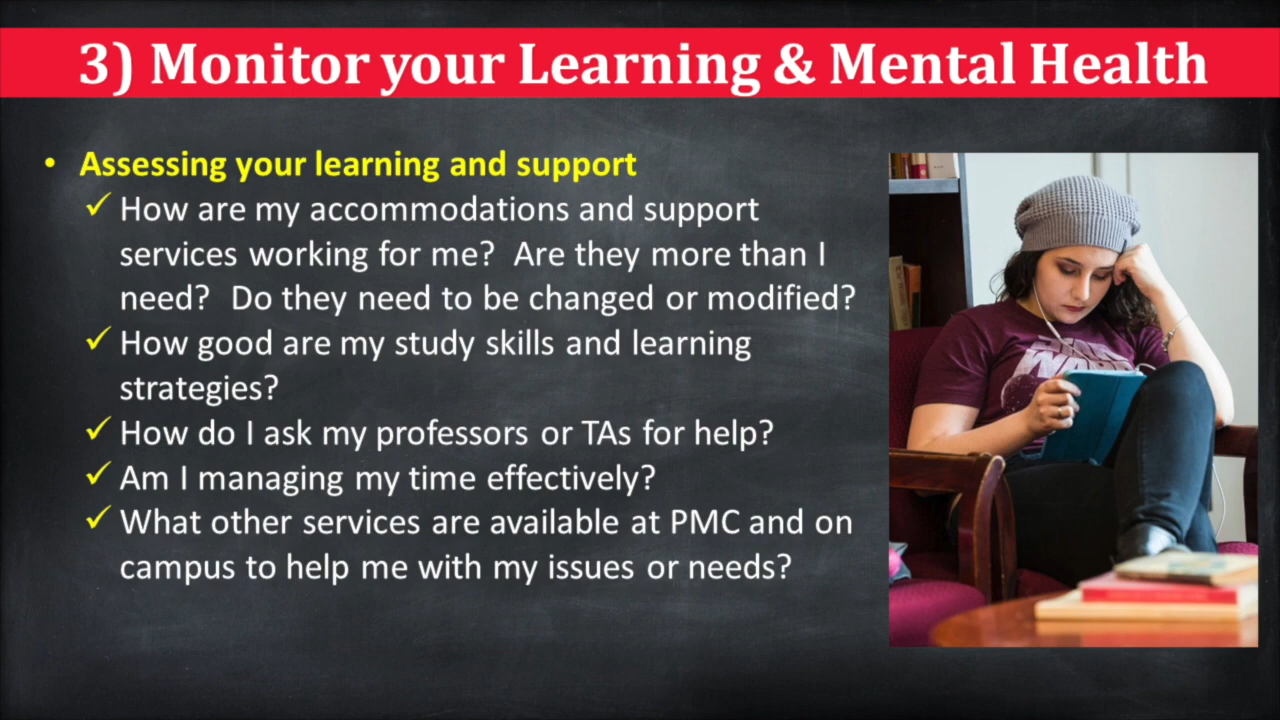 3) Monitor your Learning & Mental Health
• Assessing your learning and support
✓ How are my accommodations and support
services working for me?  Are they more than I
need?  Do they need to be changed or modified?
✓ How good are my study skills and learning
strategies?
✓ How do I ask my professors or TAs for help?
✓ Am I managing my time effectively?
✓ What other services are available at PMC and on
campus to help me with my issues or needs?